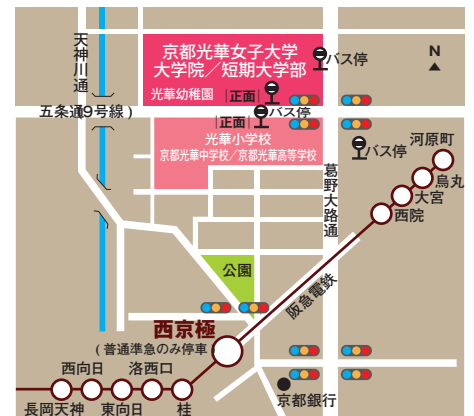 天神川通
京都光華女子大学
大学院／短期大学部
光華幼稚園
正面
バス停
N
五条通(9号線)
正面
バス停
光華小学校
京都光華中学校／京都光華高等学校
バス停
葛野大路通
河原町
烏丸
大宮
西院
公園
阪急電鉄
西京極
(普通準急のみ停車)
西向日
洛西口
長岡天神
東向日
桂
京都銀行